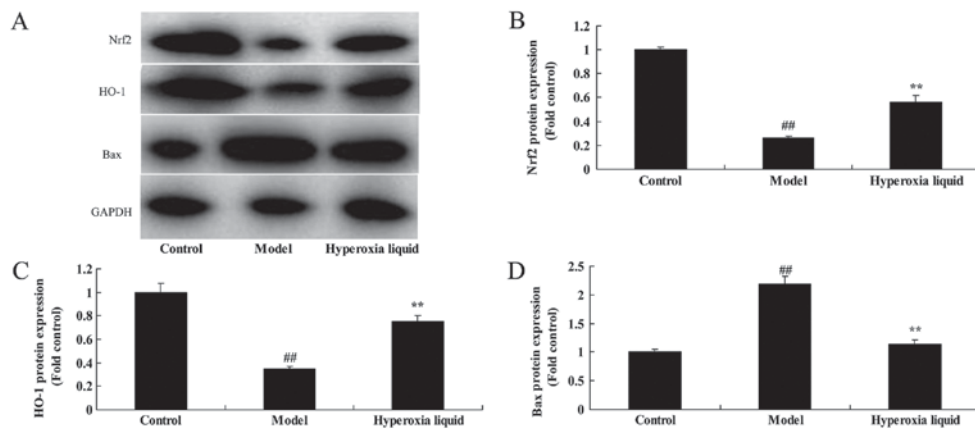 A
Nrf2
HO-1
Bax
GAPDH
Control Model Hyperoxia liquid
B
Nrf2 protein expression
(Fold control)
1.2
1
0.8
0.6
0.4
0.2
0
##
**
Control Model Hyperoxia liquid
C
HO-1 protein expression
(Fold control)
1.2
1
0.8
0.6
0.4
0.2
0
##
**
Control Model Hyperoxia liquid
D
Bax protein expression
(Fold control)
2.5
2
1.5
1
0.5
0
##
**
Control Model Hyperoxia liquid